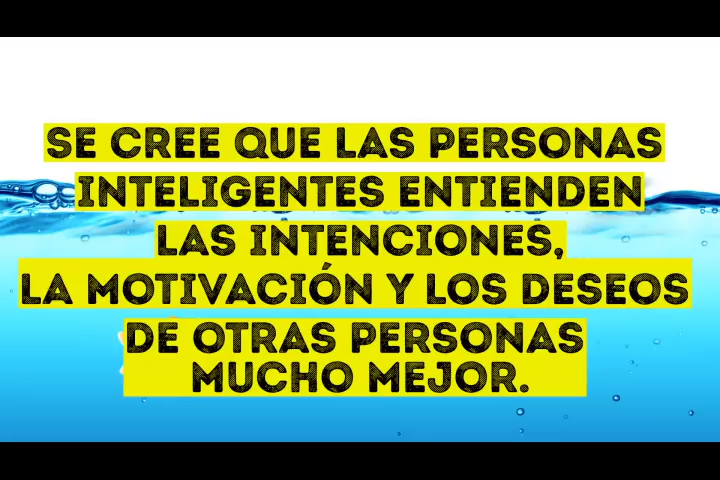 SE CREE QUE LAS PERSONAS
INTELIGENTES ENTIENDEN
LAS INTENCIONES,
LA MOTIVACIÓN Y LOS DESEOS
DE OTRAS PERSONAS
MUCHO MEJOR.